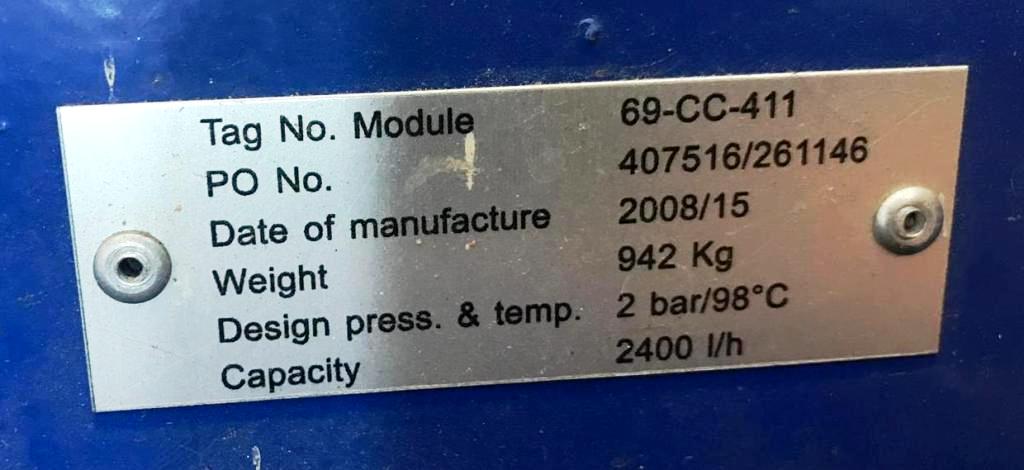 Tag No. Module 69-CC-411
PO No. 407516/261146
Date of manufacture 2008/15
Weight 942 Kg
Design press. & temp. 2 bar/98°C
Capacity 2400 l/h